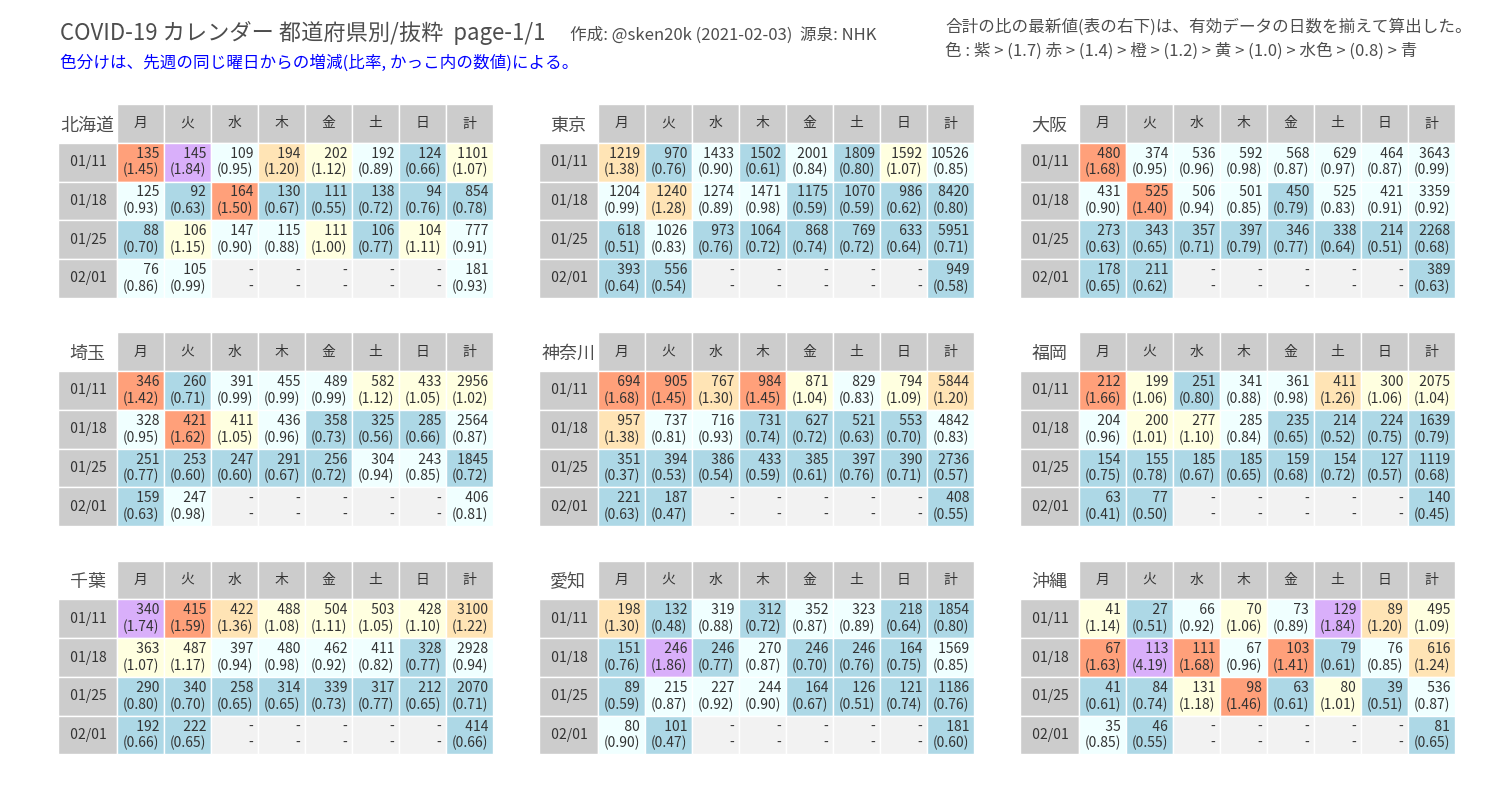 COVID-19 カレンダー 都道府県別/抜粋 page-1/1 作成: @sken20k (2021-02-03) 源泉: NHK
色分けは、先週の同じ曜日からの増減(比率, かっこ内の数値)による。
合計の比の最新値(表の右下)は、有効データの日数を揃えて算出した。
色 : 紫 > (1.7) 赤 > (1.4) > 橙 > (1.2) > 黄 > (1.0) > 水色 > (0.8) > 青
北海道 月 火 水 木 金 土 日 計
01/11 135 145 109 194 202 192 124 1101
(1.45) (1.84) (0.95) (1.20) (1.12) (0.89) (0.66) (1.07)
01/18 125 92 164 130 111 138 94 854
(0.93) (0.63) (1.50) (0.67) (0.55) (0.72) (0.76) (0.78)
01/25 88 106 147 115 111 106 104 777
(0.70) (1.15) (0.90) (0.88) (1.00) (0.77) (1.11) (0.91)
02/01 76 105 - - - - - 181
(0.86) (0.99) - - - - - (0.93)
東京 月 火 水 木 金 土 日 計
01/11 1219 970 1433 1502 2001 1809 1592 10526
(1.38) (0.76) (0.90) (0.61) (0.84) (0.80) (1.07) (0.85)
01/18 1204 1240 1274 1471 1175 1070 986 8420
(0.99) (1.28) (0.89) (0.98) (0.59) (0.59) (0.62) (0.80)
01/25 618 1026 973 1064 868 769 633 5951
(0.51) (0.83) (0.76) (0.72) (0.74) (0.72) (0.64) (0.71)
02/01 393 556 - - - - - 949
(0.64) (0.54) - - - - - (0.58)
大阪 月 火 水 木 金 土 日 計
01/11 480 374 536 592 568 629 464 3643
(1.68) (0.95) (0.96) (0.98) (0.87) (0.97) (0.87) (0.99)
01/18 431 525 506 501 450 525 421 3359
(0.90) (1.40) (0.94) (0.85) (0.79) (0.83) (0.91) (0.92)
01/25 273 343 357 397 346 338 214 2268
(0.63) (0.65) (0.71) (0.79) (0.77) (0.64) (0.51) (0.68)
02/01 178 211 - - - - - 389
(0.65) (0.62) - - - - - (0.63)
埼玉 月 火 水 木 金 土 日 計
01/11 346 260 391 455 489 582 433 2956
(1.42) (0.71) (0.99) (0.99) (0.99) (1.12) (1.05) (1.02)
01/18 328 421 411 436 358 325 285 2564
(0.95) (1.62) (1.05) (0.96) (0.73) (0.56) (0.66) (0.87)
01/25 251 253 247 291 256 304 243 1845
(0.77) (0.60) (0.60) (0.67) (0.72) (0.94) (0.85) (0.72)
02/01 159 247 - - - - - 406
(0.63) (0.98) - - - - - (0.81)
神奈川 月 火 水 木 金 土 日 計
01/11 694 905 767 984 871 829 794 5844
(1.68) (1.45) (1.30) (1.45) (1.04) (0.83) (1.09) (1.20)
01/18 957 737 716 731 627 521 553 4842
(1.38) (0.81) (0.93) (0.74) (0.72) (0.63) (0.70) (0.83)
01/25 351 394 386 433 385 397 390 2736
(0.37) (0.53) (0.54) (0.59) (0.61) (0.76) (0.71) (0.57)
02/01 221 187 - - - - - 408
(0.63) (0.47) - - - - - (0.55)
福岡 月 火 水 木 金 土 日 計
01/11 212 199 251 341 361 411 300 2075
(1.66) (1.06) (0.80) (0.88) (0.98) (1.26) (1.06) (1.04)
01/18 204 200 277 285 235 214 224 1639
(0.96) (1.01) (1.10) (0.84) (0.65) (0.52) (0.75) (0.79)
01/25 154 155 185 185 159 154 127 1119
(0.75) (0.78) (0.67) (0.65) (0.68) (0.72) (0.57) (0.68)
02/01 63 77 - - - - - 140
(0.41) (0.50) - - - - - (0.45)
千葉 月 火 水 木 金 土 日 計
01/11 340 415 422 488 504 503 428 3100
(1.74) (1.59) (1.36) (1.08) (1.11) (1.05) (1.10) (1.22)
01/18 363 487 397 480 462 411 328 2928
(1.07) (1.17) (0.94) (0.98) (0.92) (0.82) (0.77) (0.94)
01/25 290 340 258 314 339 317 212 2070
(0.80) (0.70) (0.65) (0.65) (0.73) (0.77) (0.65) (0.71)
02/01 192 222 - - - - - 414
(0.66) (0.65) - - - - - (0.66)
愛知 月 火 水 木 金 土 日 計
01/11 198 132 319 312 352 323 218 1854
(1.30) (0.48) (0.88) (0.72) (0.87) (0.89) (0.64) (0.80)
01/18 151 246 246 270 246 246 164 1569
(0.76) (1.86) (0.77) (0.87) (0.70) (0.76) (0.75) (0.85)
01/25 89 215 227 244 164 126 121 1186
(0.59) (0.87) (0.92) (0.90) (0.67) (0.51) (0.74) (0.76)
02/01 80 101 - - - - - 181
(0.90) (0.47) - - - - - (0.60)
沖縄 月 火 水 木 金 土 日 計
01/11 41 27 66 70 73 129 89 495
(1.14) (0.51) (0.92) (1.06) (0.89) (1.84) (1.20) (1.09)
01/18 67 113 111 67 103 79 76 616
(1.63) (4.19) (1.68) (0.96) (1.41) (0.61) (0.85) (1.24)
01/25 41 84 131 98 63 80 39 536
(0.61) (0.74) (1.18) (1.46) (0.61) (1.01) (0.51) (0.87)
02/01 35 46 - - - - - 81
(0.85) (0.55) - - - - - (0.65)